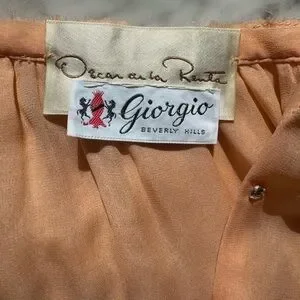 Oscar de la Renta
Giorgio
BEVERLY HILLS